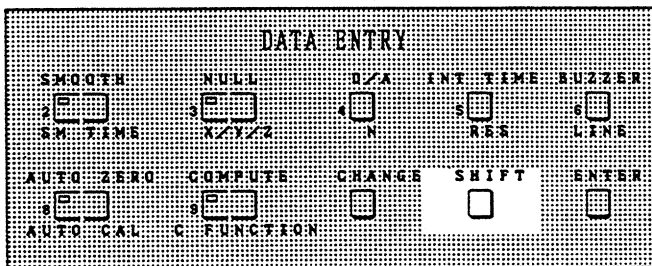 DATA ENTRY
SMOOTH NULL D/A INT TIME BUZZER
2 3 4 5 6
SM TIME X/Y/Z N RES LINE
AUTO ZERO COMPUTE CHANGE SHIFT ENTER
8 9
AUTO CAL C FUNCTION